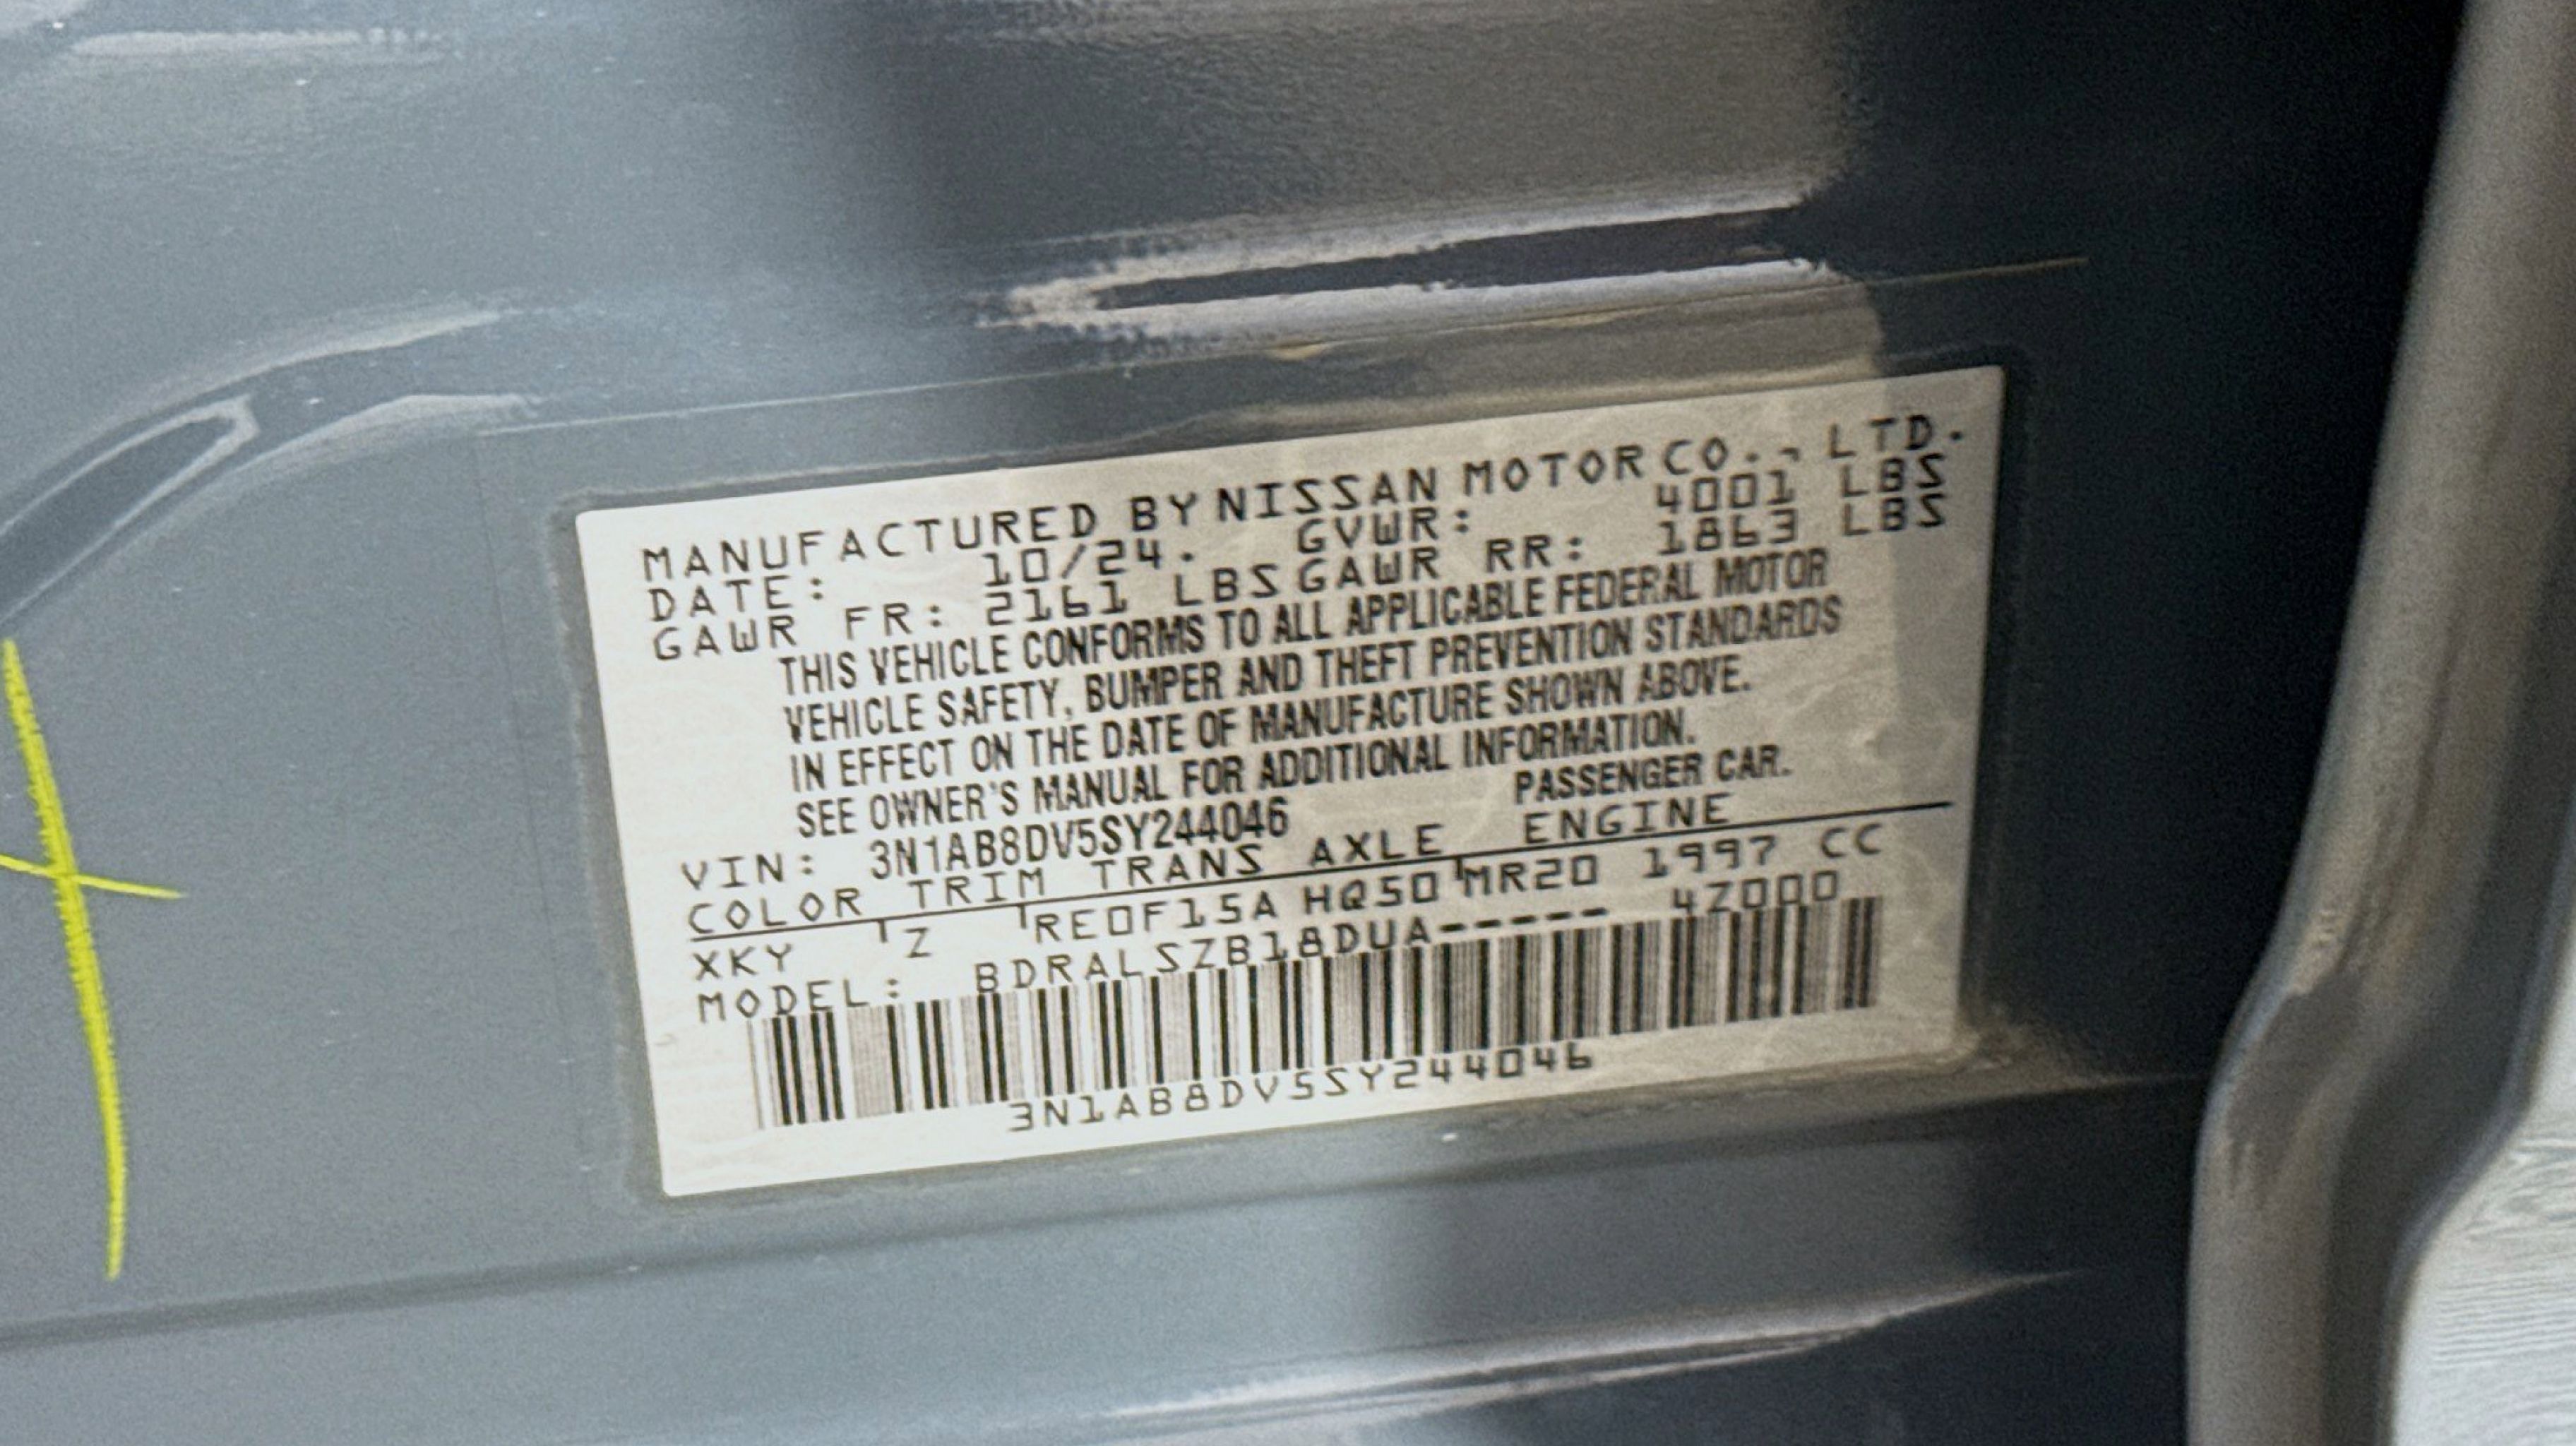 MANUFACTURED BY NISSAN MOTOR CO., LTD.
DATE: 10/24. GVWR: 4001 LBS
GAWR FR: 2161 LBS GAWR RR: 1863 LBS
THIS VEHICLE CONFORMS TO ALL APPLICABLE FEDERAL MOTOR
VEHICLE SAFETY, BUMPER AND THEFT PREVENTION STANDARDS
IN EFFECT ON THE DATE OF MANUFACTURE SHOWN ABOVE.
SEE OWNER'S MANUAL FOR ADDITIONAL INFORMATION.
VIN: 3N1AB8DV5SY244046 PASSENGER CAR.
COLOR TRIM TRANS AXLE ENGINE
XKY Z RE0F15A HQ50 MR20 1997 CC
MODEL: BDRALSZB18DUA----- 4Z000
3N1AB8DV5SY244046